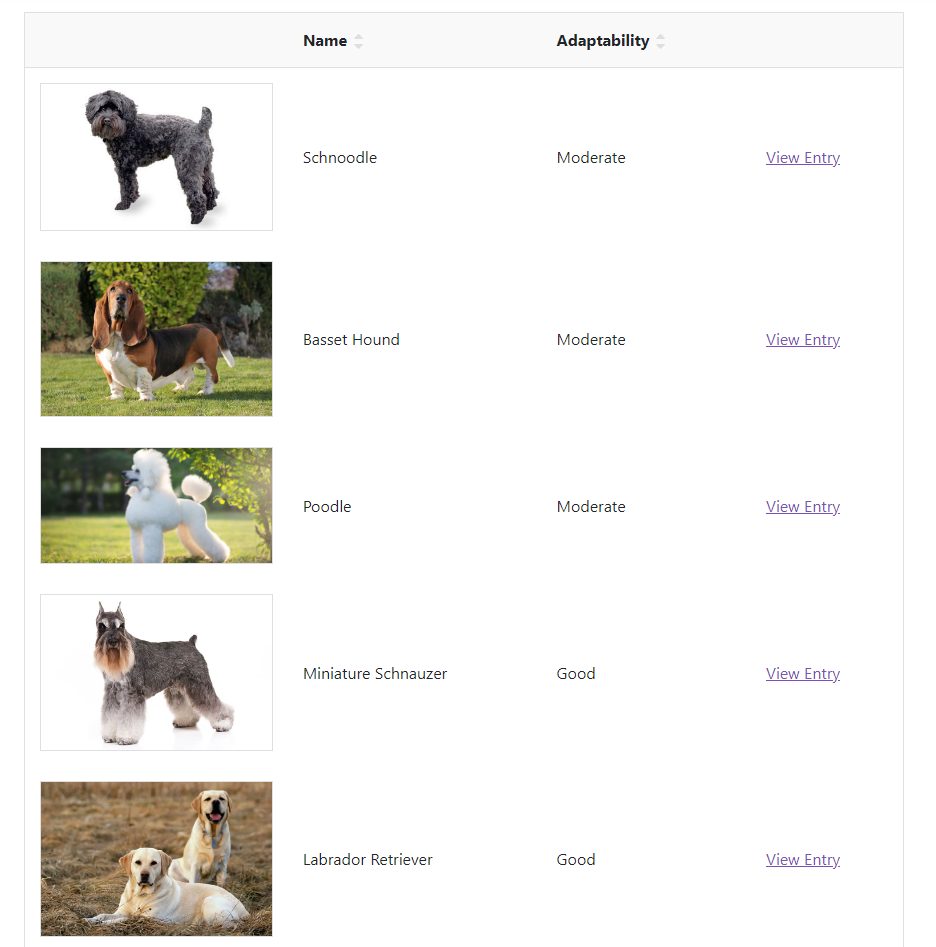 Name Adaptability
Schnoodle Moderate View Entry
Basset Hound Moderate View Entry
Poodle Moderate View Entry
Miniature Schnauzer Good View Entry
Labrador Retriever Good View Entry